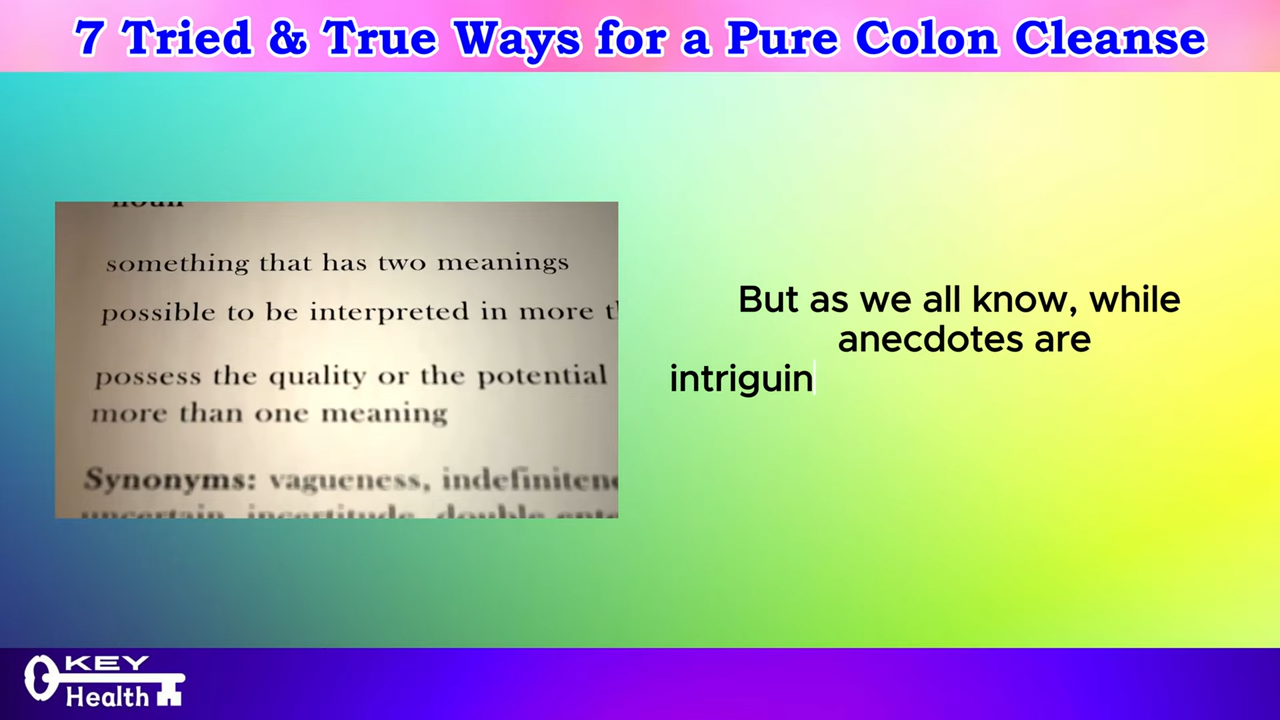 7 Tried & True Ways for a Pure Colon Cleanse
noun
something that has two meanings
possible to be interpreted in more
possess the quality or the potential
more than one meaning
Synonyms: vagueness,
But as we all know, while
anecdotes are
intriguin
KEY
Health